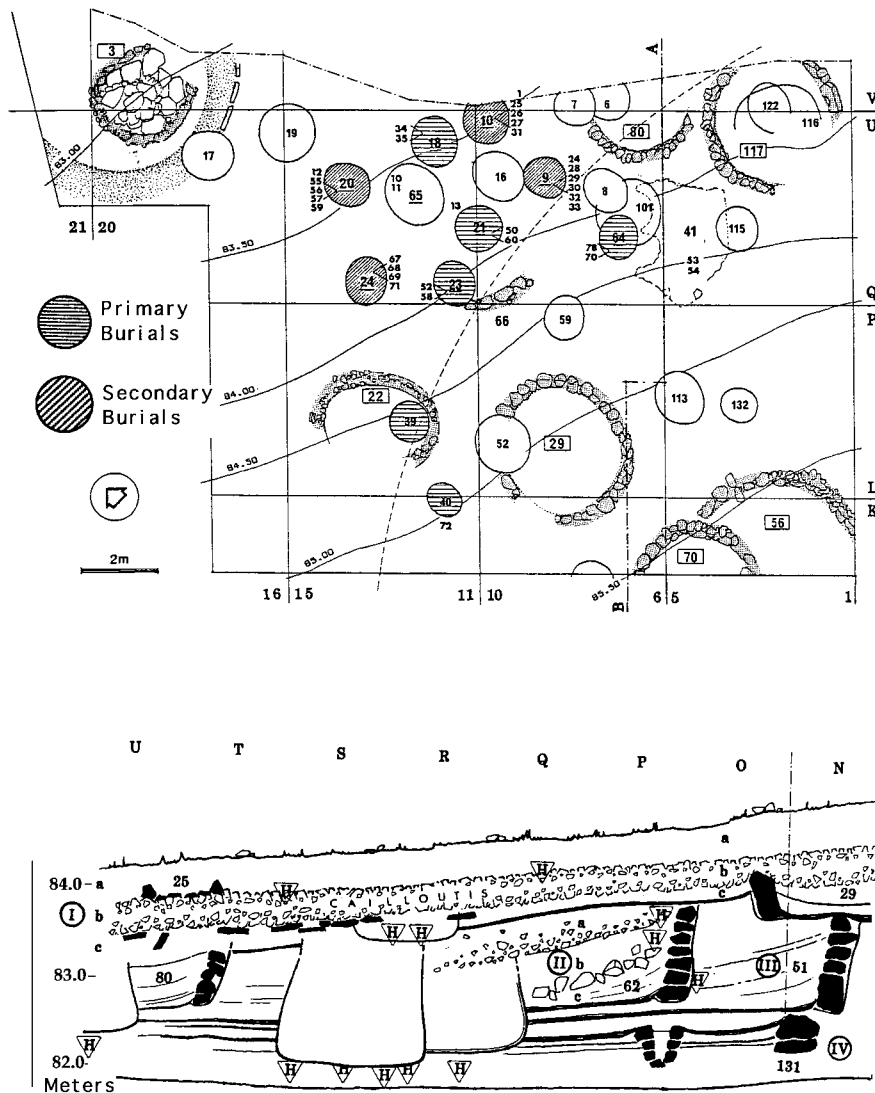 A
3
1
25
26
27
31
10
7
6
122
V
U
116
80
117
19
34
35
18
17
83.00
12
55
56
57
59
20
10
11
65
16
9
24
28
29
30
32
33
8
101
21 20
13
21
50
60
64
78
70
41
53
54
115
83.50
67
68
69
71
24
52
58
23
66
59
Q
P
Primary
Burials
84.00
Secondary
Burials
22
39
52
29
113
132
84.50
40
72
L
K
56
70
2m
85.00
85.50
16 15
11 10
B
6 5
1
U T S R Q P O N
a
84.0- a
25
H
H
b
I
b
CAILLOUTIS
c
29
c
H H
a
H
H
83.0-
80
II
b
c
62
H
III
51
H
82.0-
IV
Meters
H H H H H
131